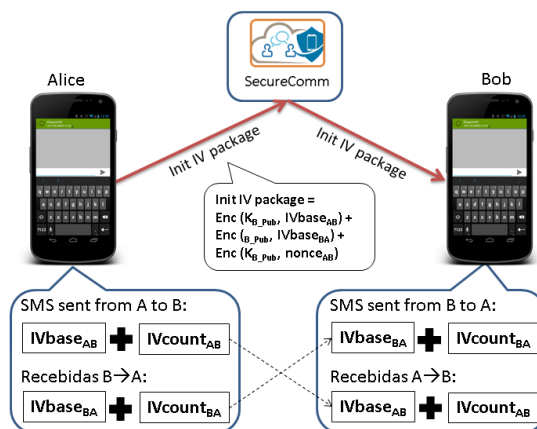 Alice
SecureComm
Bob
Init IV package
Init IV package
Init IV package =
Enc (K_B_Pub, IVbase_AB) +
Enc (_B_Pub, IVbase_BA) +
Enc (K_B_Pub, nonce_AB)
SMS sent from A to B:
IVbase_AB + IVcount_AB
Recebidas B→A:
IVbase_BA + IVcount_BA
SMS sent from B to A:
IVbase_BA + IVcount_BA
Recebidas A→B:
IVbase_AB + IVcount_AB